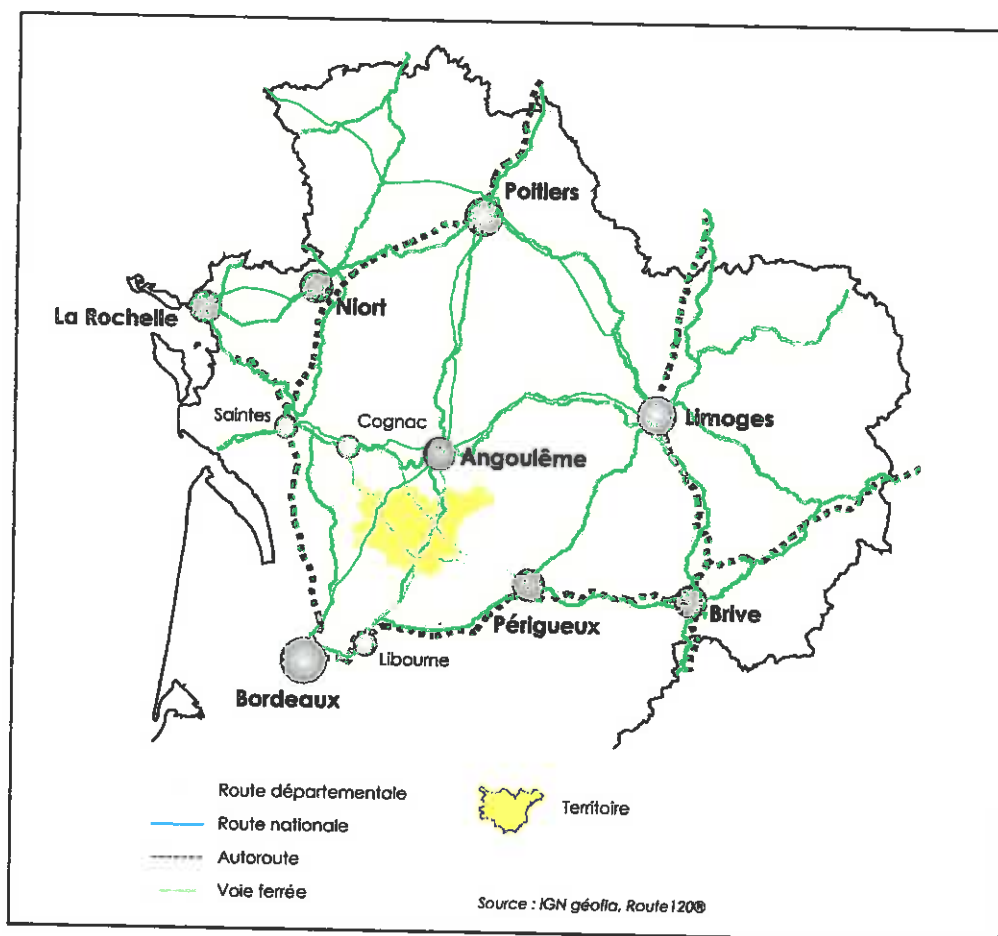 Poitiers
Niort
La Rochelle
Saintes
Cognac
Angoulême
Limoges
Périgueux
Brive
Libourne
Bordeaux
Route départementale
Route nationale
Autoroute
Voie ferrée
Territoire
Source : IGN géofla, Route120®